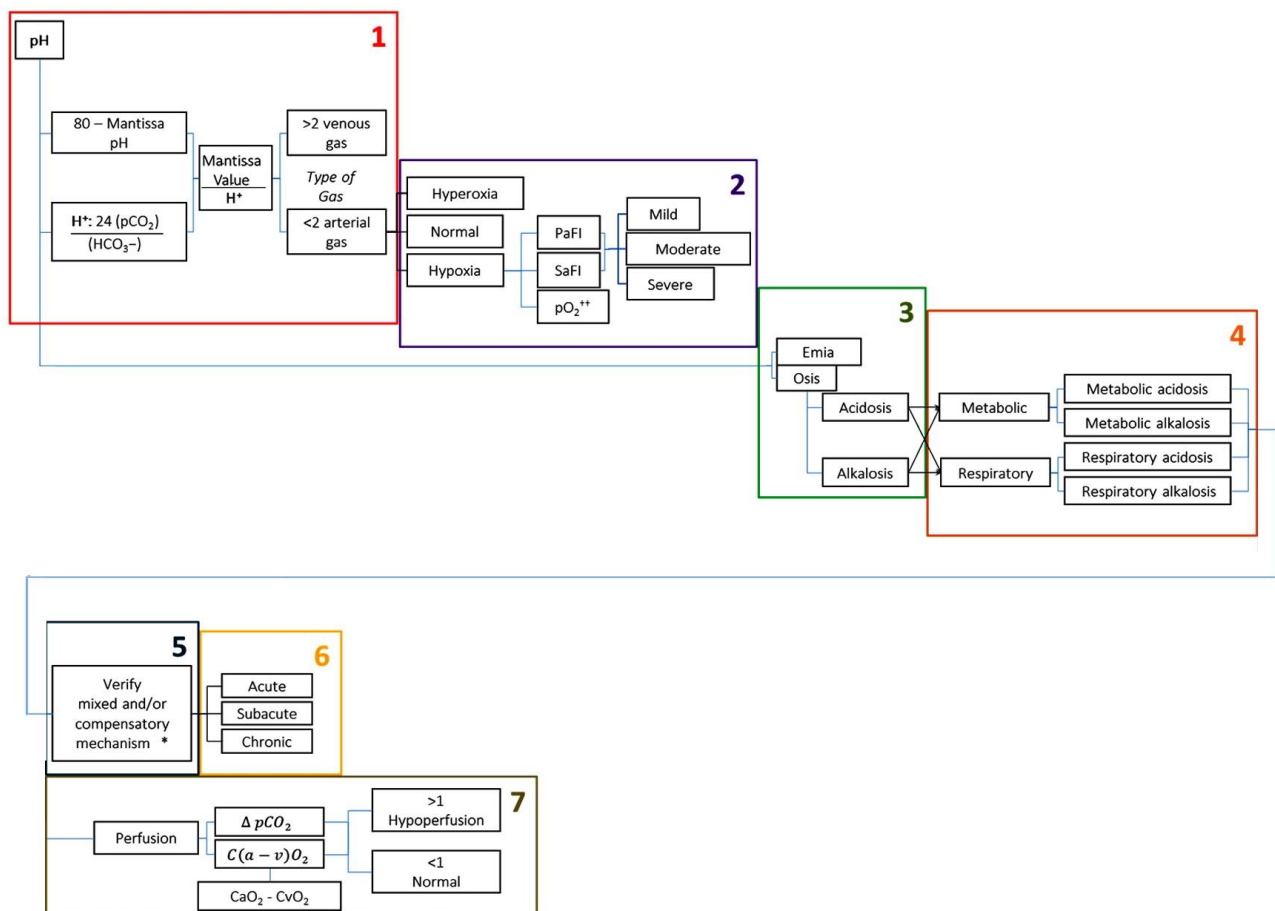 1
pH
80 – Mantissa
pH
H⁺: 24 (pCO₂)
(HCO₃−)
Mantissa
Value
H⁺
>2 venous
gas
Type of
Gas
<2 arterial
gas
2
Hyperoxia
Normal
Hypoxia
PaFI
SaFI
pO₂⁺⁺
Mild
Moderate
Severe
3
Emia
Osis
Acidosis
Alkalosis
4
Metabolic
Respiratory
Metabolic acidosis
Metabolic alkalosis
Respiratory acidosis
Respiratory alkalosis
5
Verify
mixed and/or
compensatory
mechanism *
6
Acute
Subacute
Chronic
7
Perfusion
Δ pCO₂
C(a − v)O₂
CaO₂ - CvO₂
>1
Hypoperfusion
<1
Normal